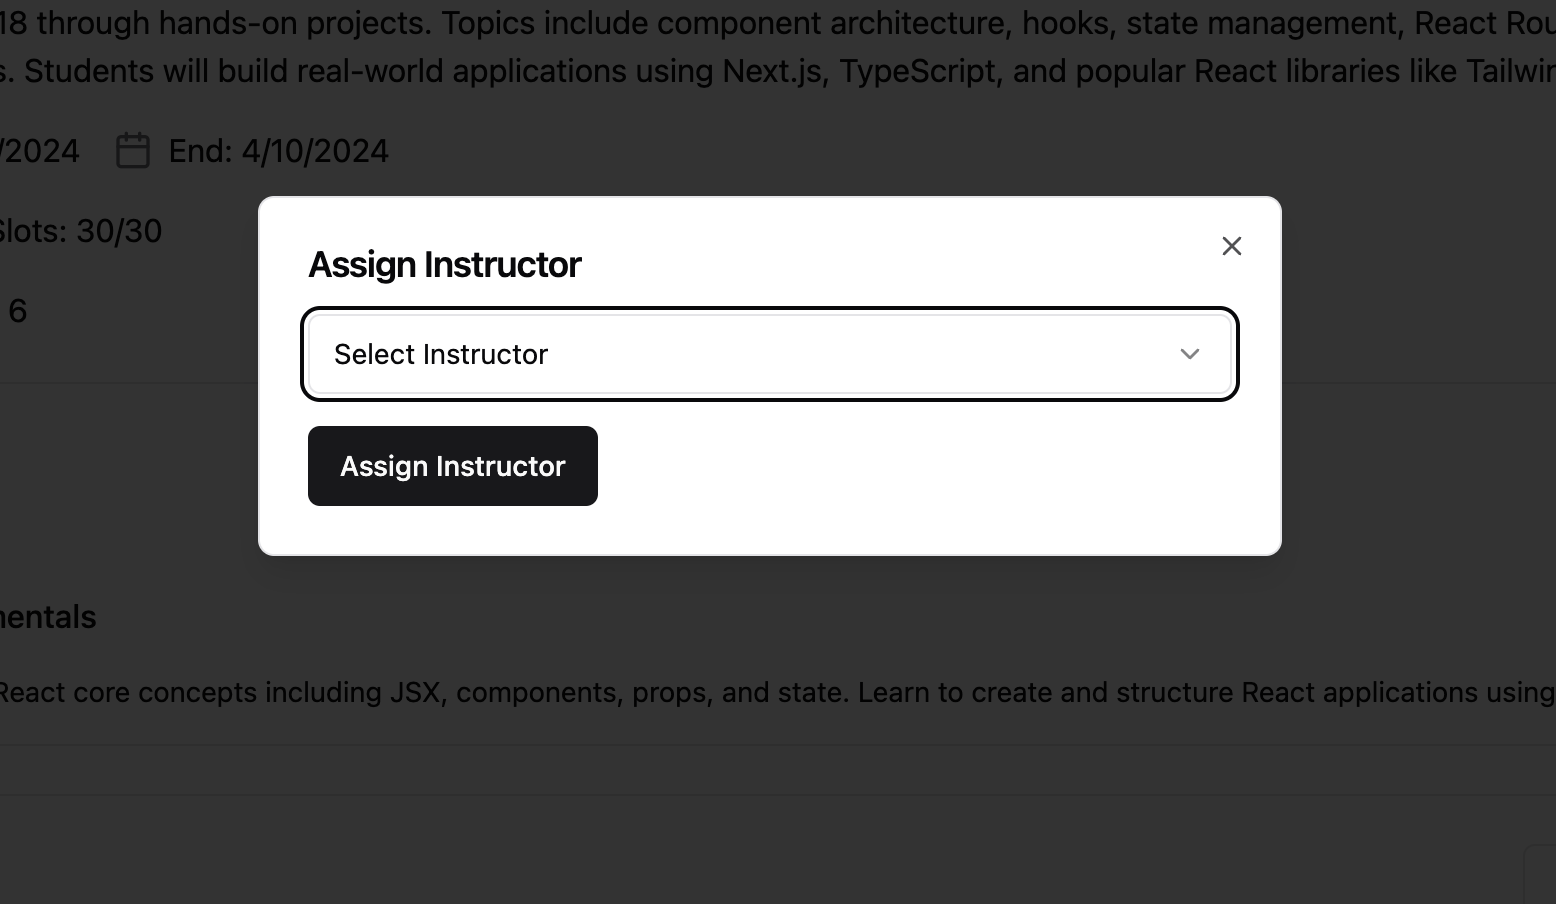 18 through hands-on projects. Topics include component architecture, hooks, state management, React
Students will build real-world applications using Next.js, TypeScript, and popular React libraries like
/2024 End: 4/10/2024
Slots: 30/30
6
Assign Instructor
Select Instructor
Assign Instructor
React core concepts including JSX, components, props, and state. Learn to create and structure React applications using